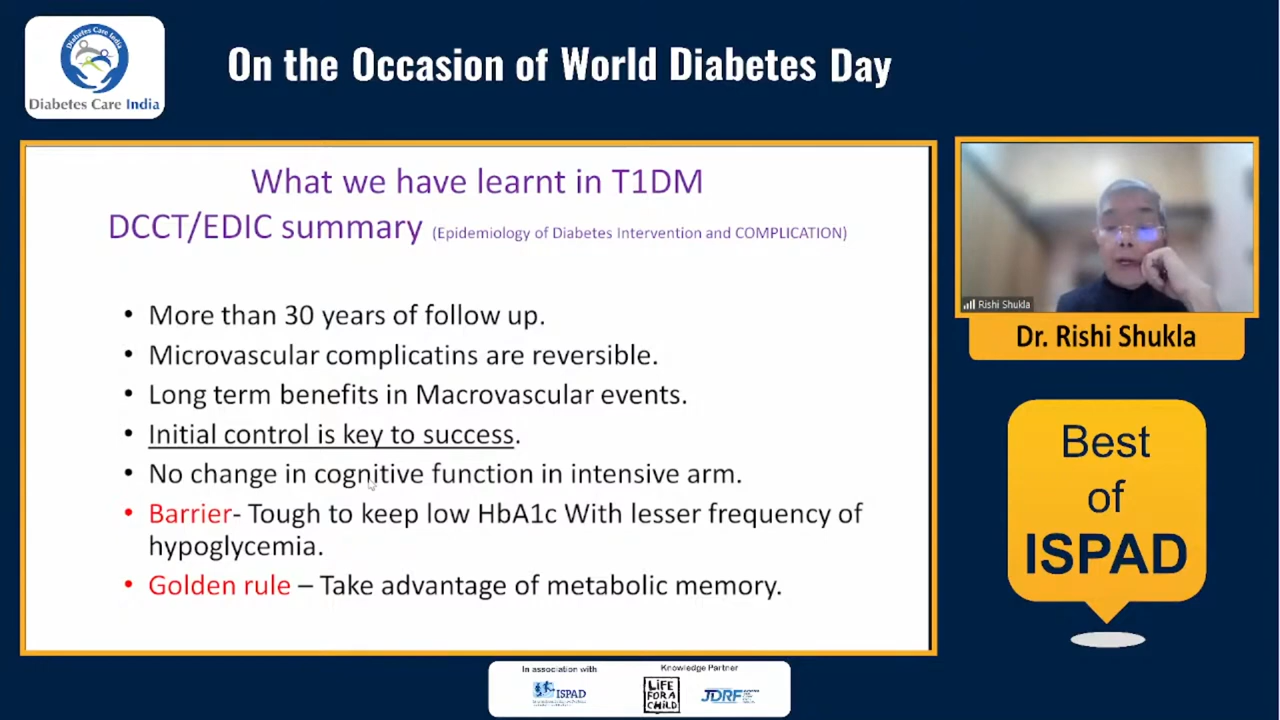 Diabetes Care India
Diabetes Care India
On the Occasion of World Diabetes Day
What we have learnt in T1DM
DCCT/EDIC summary (Epidemiology of Diabetes Intervention and COMPLICATION)
• More than 30 years of follow up.
• Microvascular complicatins are reversible.
• Long term benefits in Macrovascular events.
• Initial control is key to success.
• No change in cognitive function in intensive arm.
• Barrier- Tough to keep low HbA1c With lesser frequency of
hypoglycemia.
• Golden rule – Take advantage of metabolic memory.
Rishi Shukla
Dr. Rishi Shukla
Best
of
ISPAD
In association with
ISPAD
Knowledge Partner
LiFE
FOR A
CHiLD
JDRF